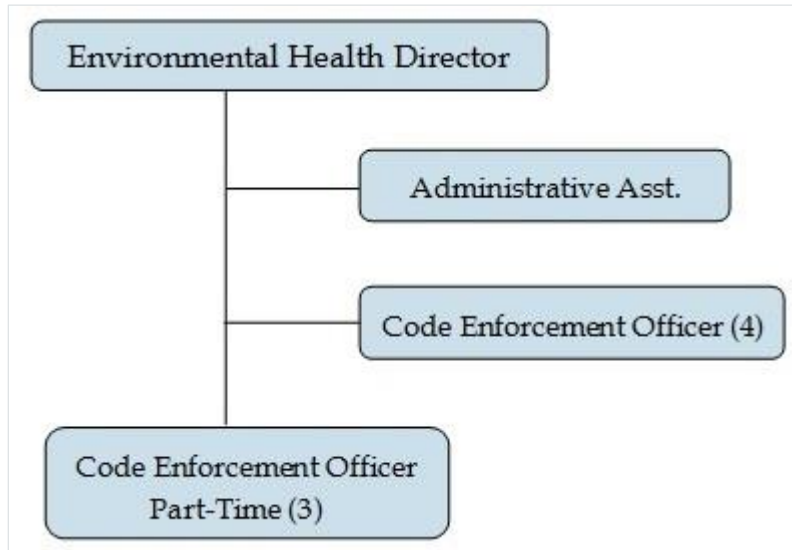 Environmental Health Director
Administrative Asst.
Code Enforcement Officer (4)
Code Enforcement Officer
Part-Time (3)